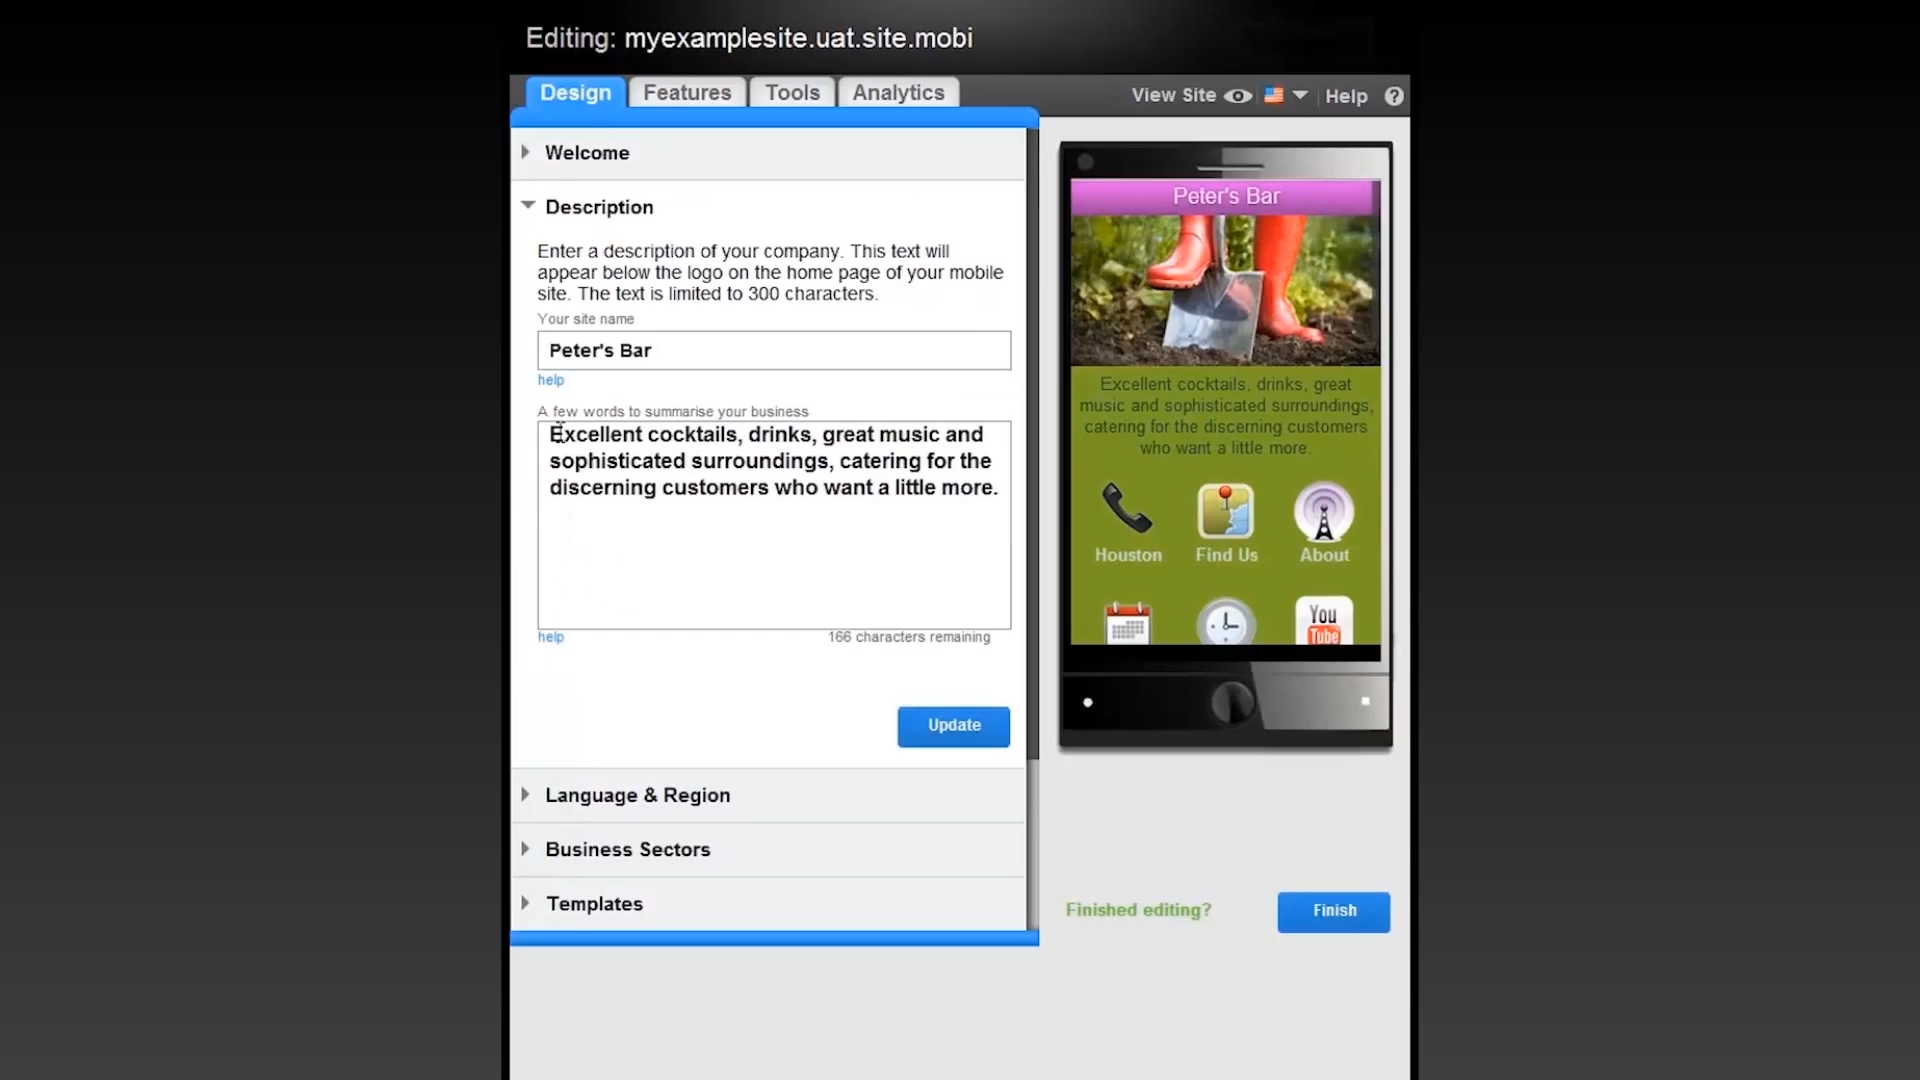 Editing: myexamplesite.uat.site.mobi
Design Features Tools Analytics
View Site Help ?
Welcome
Description
Enter a description of your company. This text will
appear below the logo on the home page of your mobile
site. The text is limited to 300 characters.
Your site name
Peter's Bar
help
A few words to summarise your business
Excellent cocktails, drinks, great music and
sophisticated surroundings, catering for the
discerning customers who want a little more.
help
166 characters remaining
Update
Language & Region
Business Sectors
Templates
Peter's Bar
Excellent cocktails, drinks, great
music and sophisticated surroundings,
catering for the discerning customers
who want a little more.
Houston Find Us About
You
Tube
Finished editing?
Finish